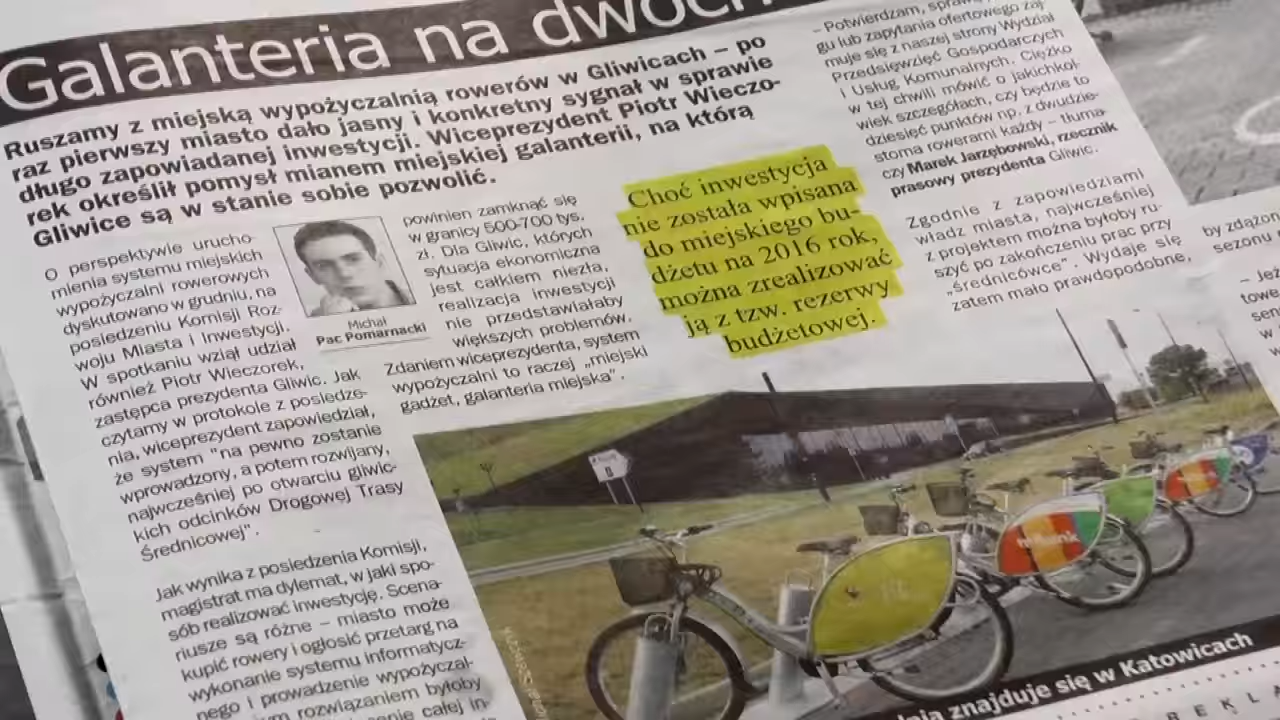 Galanteria na dwóch
Ruszamy z miejską wypożyczalnią rowerów w Gliwicach – po
raz pierwszy miasto dało jasny i konkretny sygnał w sprawie
długo zapowiadanej inwestycji. Wiceprezydent Piotr Wieczo-
rek określił pomysł mianem miejskiej galanterii, na którą
Gliwice są w stanie sobie pozwolić.
O perspektywie urucho-
mienia systemu miejskich
wypożyczalni rowerowych
dyskutowano w grudniu, na
posiedzeniu Komisji Roz-
woju Miasta i Inwestycji.
W spotkaniu wziął udział
również Piotr Wieczorek,
zastępca prezydenta Gliwic. Jak
czytamy w protokole z posiedze-
nia, wiceprezydent zapowiedział,
że system "na pewno zostanie
wprowadzony, a potem rozwijany,
najwcześniej po otwarciu gliwic-
kich odcinków Drogowej Trasy
Średnicowej".
Jak wynika z posiedzenia Komisji,
magistrat ma dylemat, w jaki spo-
sób realizować inwestycję. Scena-
riusze są różne – miasto może
kupić rowery i ogłosić przetarg na
wykonanie systemu informatycz-
nego i prowadzenie wypożyczal-
rozwiązaniem byłoby
całej in-
Michał
Pac Pomarnacki
powinien zamknąć się
w granicy 500-700 tys.
zł. Dla Gliwic, których
sytuacja ekonomiczna
jest całkiem niezła,
realizacja inwestycji
nie przedstawiałaby
większych problemów.
Zdaniem wiceprezydenta, system
wypożyczalni to raczej „miejski
gadżet, galanteria miejska".
Choć inwestycja
nie została wpisana
do miejskiego bu-
dżetu na 2016 rok,
można zrealizować
ją z tzw. rezerwy
budżetowej.
– Potwierdzam,
gu lub zapytania ofertowego zaj-
muje się z naszej strony Wydział
Przedsięwzięć Gospodarczych
i Usług Komunalnych. Ciężko
w tej chwili mówić o jakichkol-
wiek szczegółach, czy będzie to
dziesięć punktów np. z dwudzie-
stoma rowerami każdy – tłuma-
czy Marek Jarzębowski, rzecznik
prasowy prezydenta Gliwic.
Zgodnie z zapowiedziami
władz miasta, najwcześniej
z projektem można byłoby ru-
szyć po zakończeniu prac przy
„średnicówce". Wydaje się
zatem mało prawdopodobne,
by zdążon
sezonu
– Jeż
towe
sen
w
znajduje się w Katowicach
REKLA